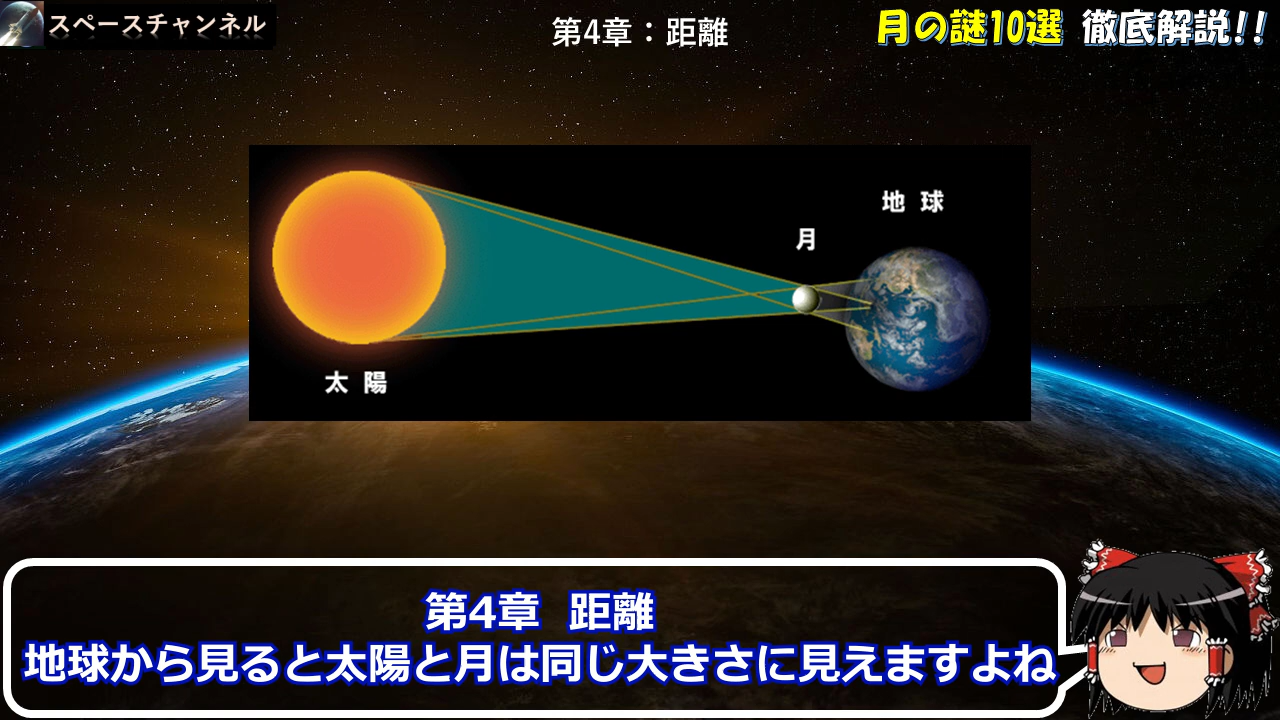 スペースチャンネル
第4章：距離
月の謎10選 徹底解説!!
地球
月
太陽
第4章 距離
地球から見ると太陽と月は同じ大きさに見えますよね